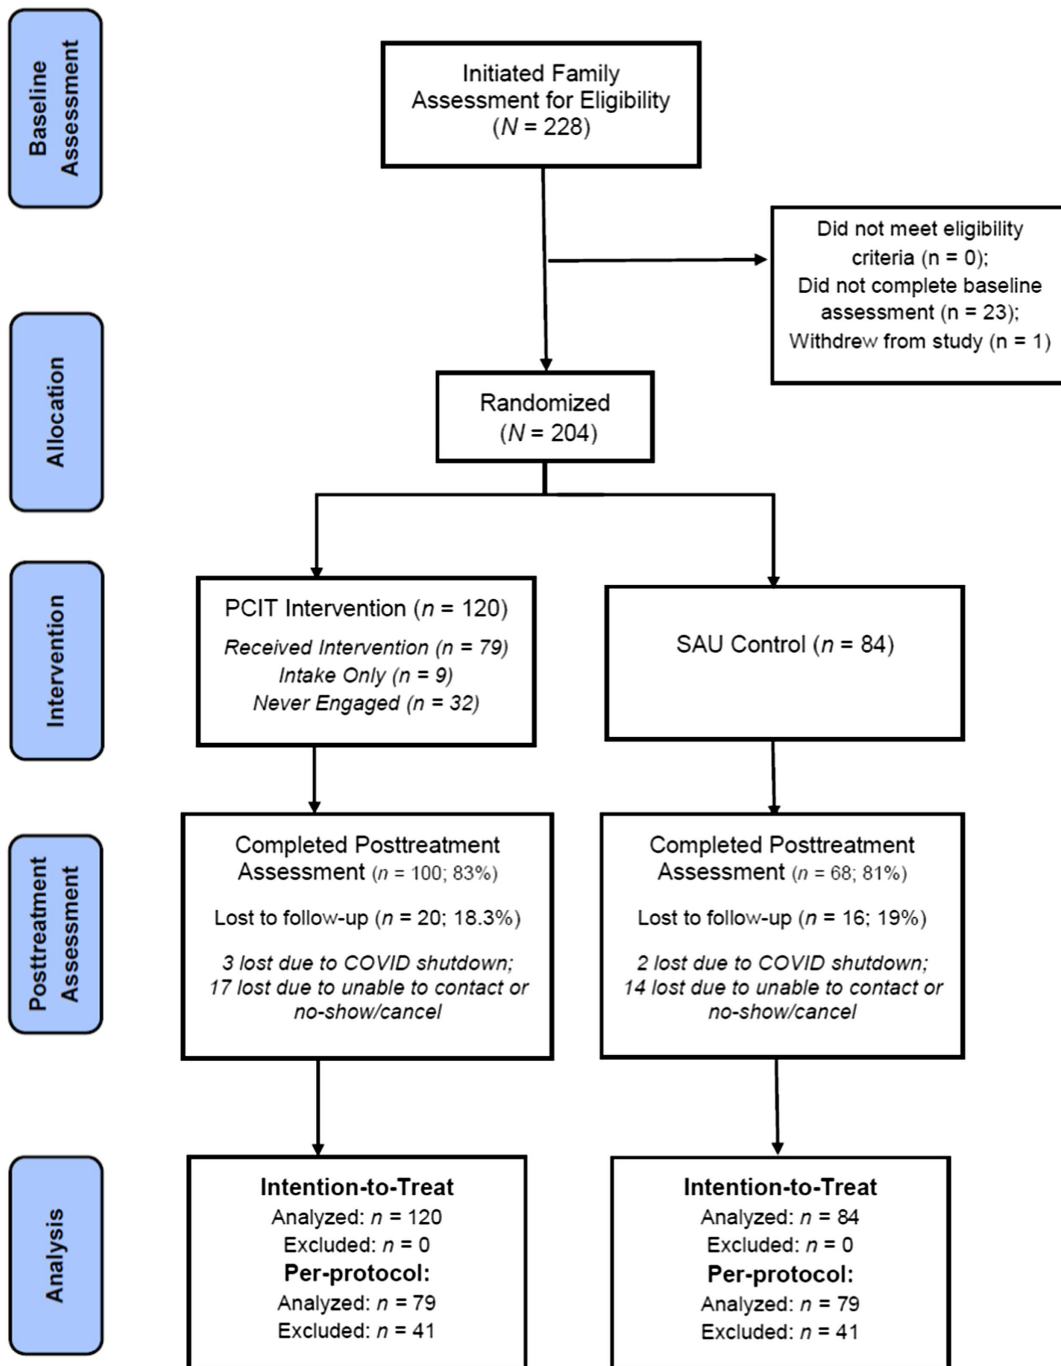 Baseline
Assessment
Initiated Family
Assessment for Eligibility
(N = 228)
Did not meet eligibility
criteria (n = 0);
Did not complete baseline
assessment (n = 23);
Withdrew from study (n = 1)
Allocation
Randomized
(N = 204)
Intervention
PCIT Intervention (n = 120)
Received Intervention (n = 79)
Intake Only (n = 9)
Never Engaged (n = 32)
SAU Control (n = 84)
Posttreatment
Assessment
Completed Posttreatment
Assessment (n = 100; 83%)
Lost to follow-up (n = 20; 18.3%)
3 lost due to COVID shutdown;
17 lost due to unable to contact or
no-show/cancel
Completed Posttreatment
Assessment (n = 68; 81%)
Lost to follow-up (n = 16; 19%)
2 lost due to COVID shutdown;
14 lost due to unable to contact or
no-show/cancel
Analysis
Intention-to-Treat
Analyzed: n = 120
Excluded: n = 0
Per-protocol:
Analyzed: n = 79
Excluded: n = 41
Intention-to-Treat
Analyzed: n = 84
Excluded: n = 0
Per-protocol:
Analyzed: n = 79
Excluded: n = 41